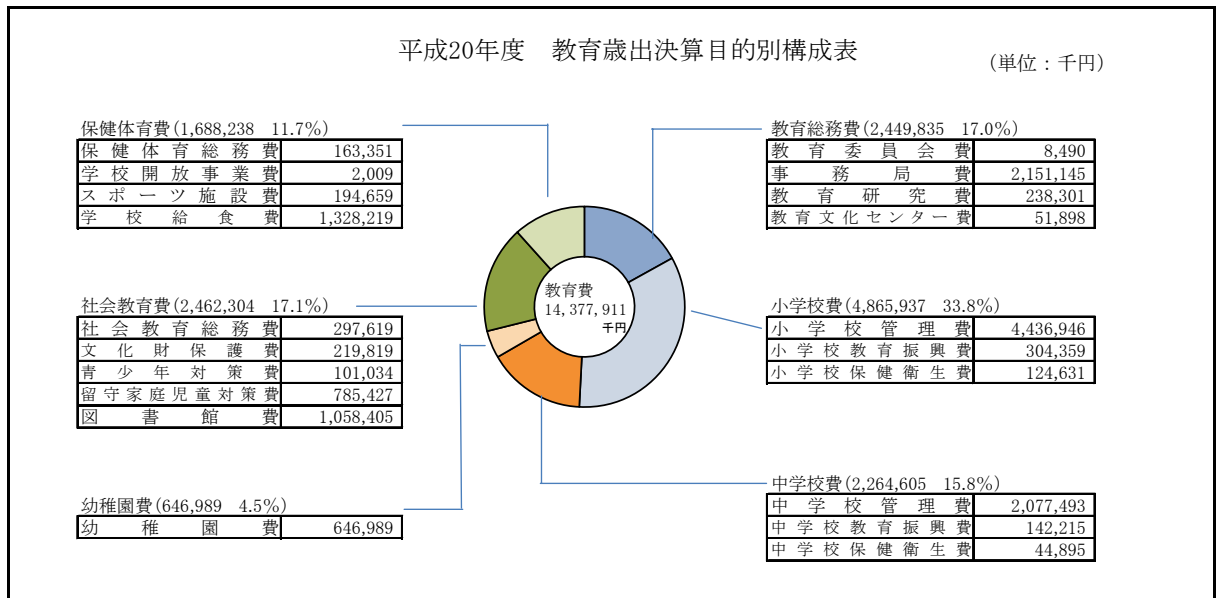 平成20年度 教育歳出決算目的別構成表
(単位：千円)
保健体育費(1,688,238 11.7%)
保健体育総務費 163,351
学校開放事業費 2,009
スポーツ施設費 194,659
学校給食費 1,328,219
教育総務費(2,449,835 17.0%)
教育委員会費 8,490
事務局費 2,151,145
教育研究費 238,301
教育文化センター費 51,898
教育費
14,377,911
千円
社会教育費(2,462,304 17.1%)
社会教育総務費 297,619
文化財保護費 219,819
青少年対策費 101,034
留守家庭児童対策費 785,427
図書館費 1,058,405
小学校費(4,865,937 33.8%)
小学校管理費 4,436,946
小学校教育振興費 304,359
小学校保健衛生費 124,631
幼稚園費(646,989 4.5%)
幼稚園費 646,989
中学校費(2,264,605 15.8%)
中学校管理費 2,077,493
中学校教育振興費 142,215
中学校保健衛生費 44,895